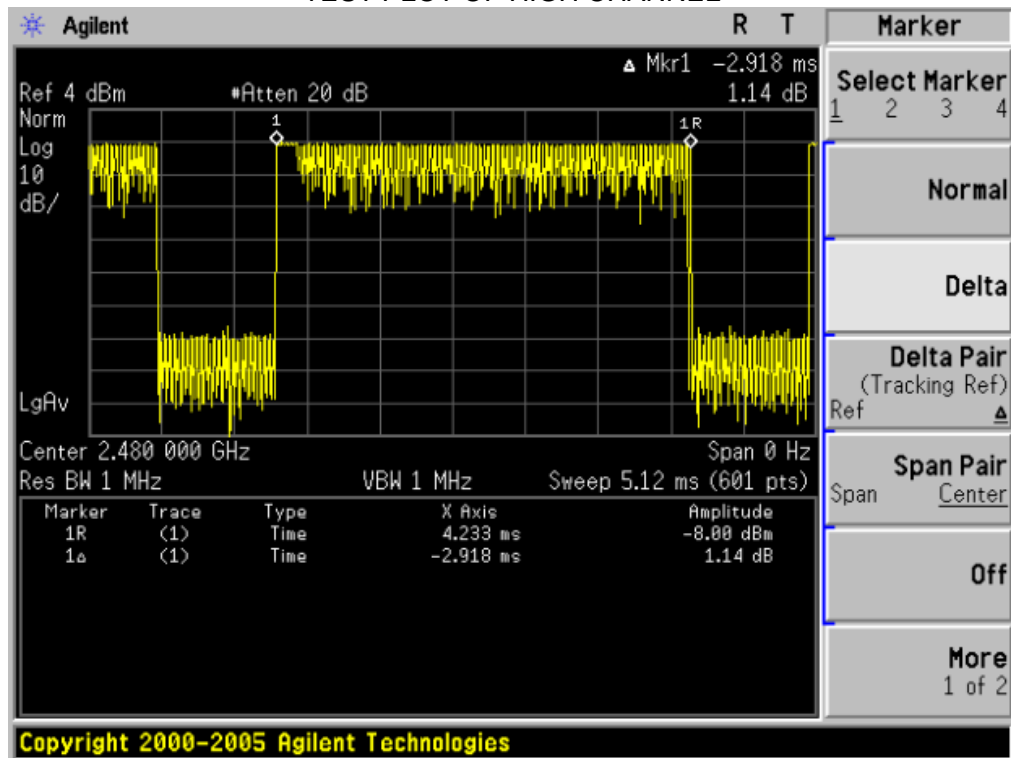 Agilent R T Marker
▵ Mkr1 -2.918 ms
Ref 4 dBm #Atten 20 dB 1.14 dB
Norm
Log
10
dB/
1
1R
LgAv
Center 2.480 000 GHz Span 0 Hz
Res BW 1 MHz VBW 1 MHz Sweep 5.12 ms (601 pts)
Marker Trace Type X Axis Amplitude
1R (1) Time 4.233 ms -8.00 dBm
1▵ (1) Time -2.918 ms 1.14 dB
Select Marker
1 2 3 4
Normal
Delta
Delta Pair
(Tracking Ref)
Ref ▵
Span Pair
Span Center
Off
More
1 of 2
Copyright 2000-2005 Agilent Technologies